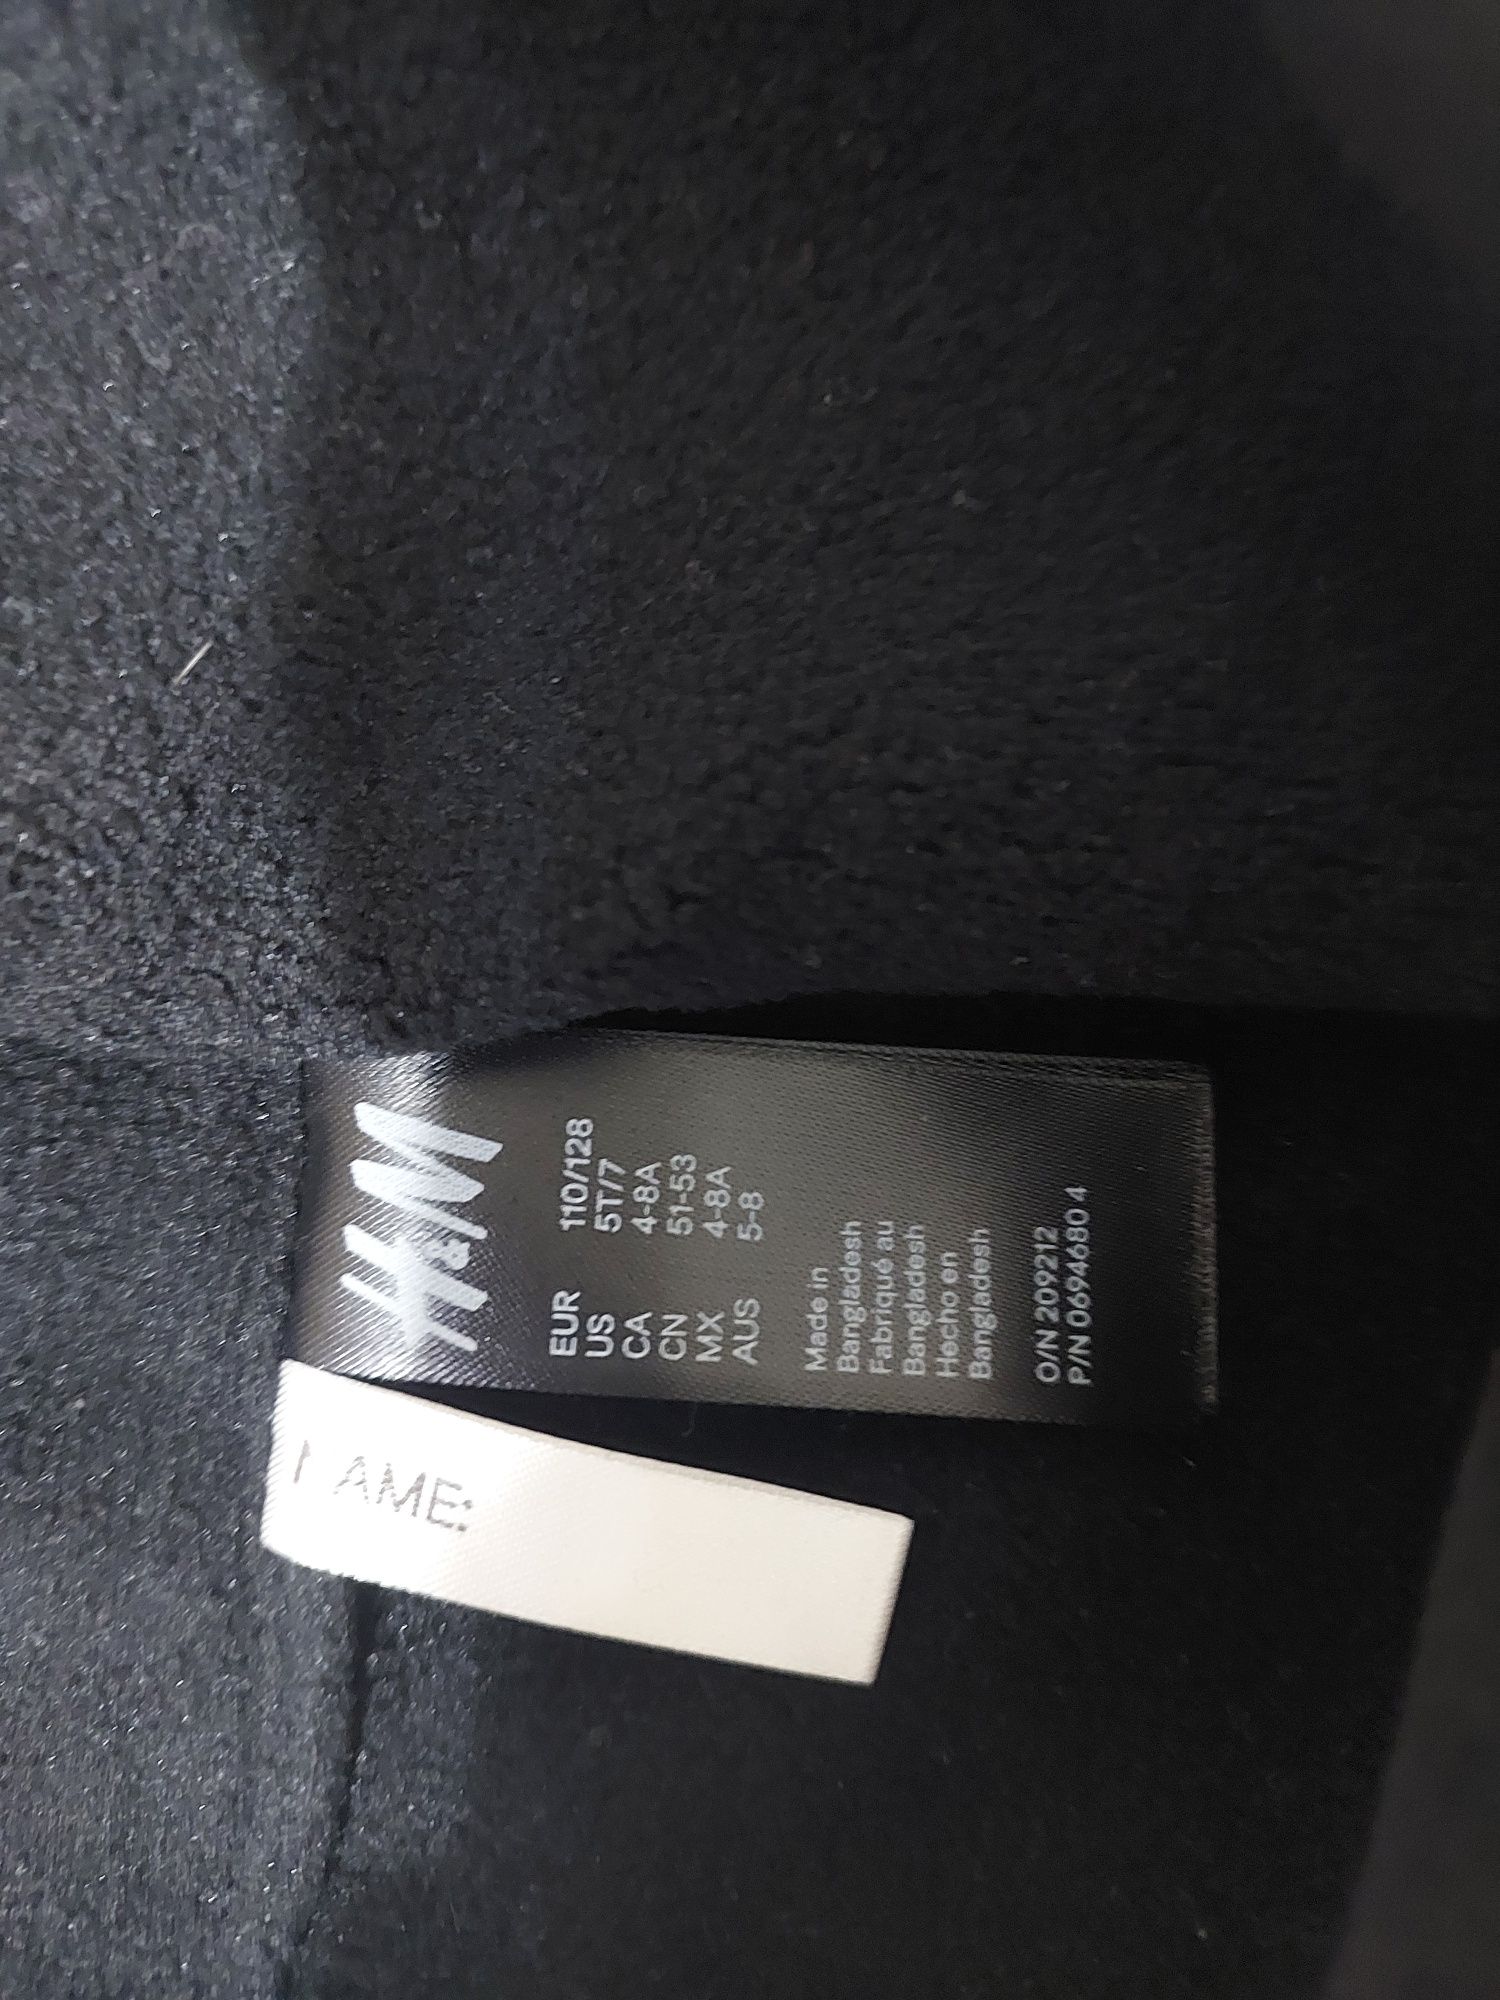 H&M
EUR 110/128
US 5T/7
CA 4-8A
CN 51-53
MX 4-8A
AUS 5-8
Made in
Bangladesh
Fabriqué au
Bangladesh
Hecho en
Bangladesh
O/N 209212
P/N 0694680 4
NAME: